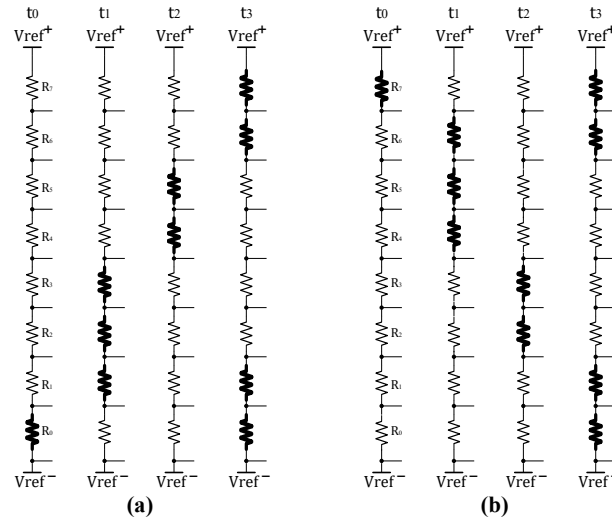 t₀ t₁ t₂ t₃ t₀ t₁ t₂ t₃
Vref⁺ Vref⁺ Vref⁺ Vref⁺ Vref⁺ Vref⁺ Vref⁺ Vref⁺
R₇ R₇
R₆ R₆
R₅ R₅
R₄ R₄
R₃ R₃
R₂ R₂
R₁ R₁
R₀ R₀
Vref⁻ Vref⁻ Vref⁻ Vref⁻ Vref⁻ Vref⁻ Vref⁻ Vref⁻
(a) (b)